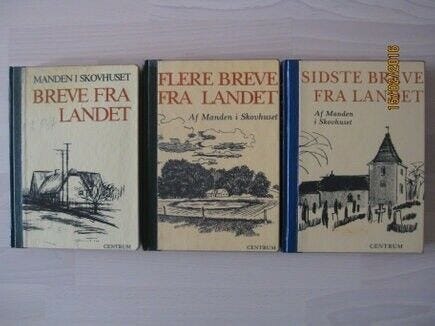 MANDEN I SKOVHUSET
BREVE FRA
LANDET
CENTRUM
FLERE BREVE
FRA LANDET
Af Manden i Skovhuset
CENTRUM
SIDSTE BREVE
FRA LANDET
Af Manden
i Skovhuset
CENTRUM